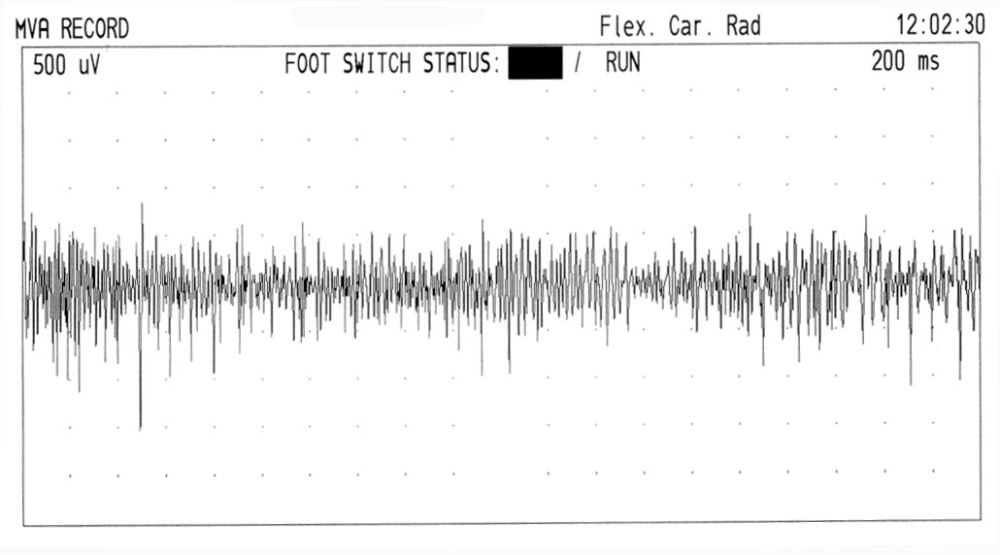 MVA RECORD Flex. Car. Rad 12:02:30
500 uV FOOT SWITCH STATUS: / RUN 200 ms